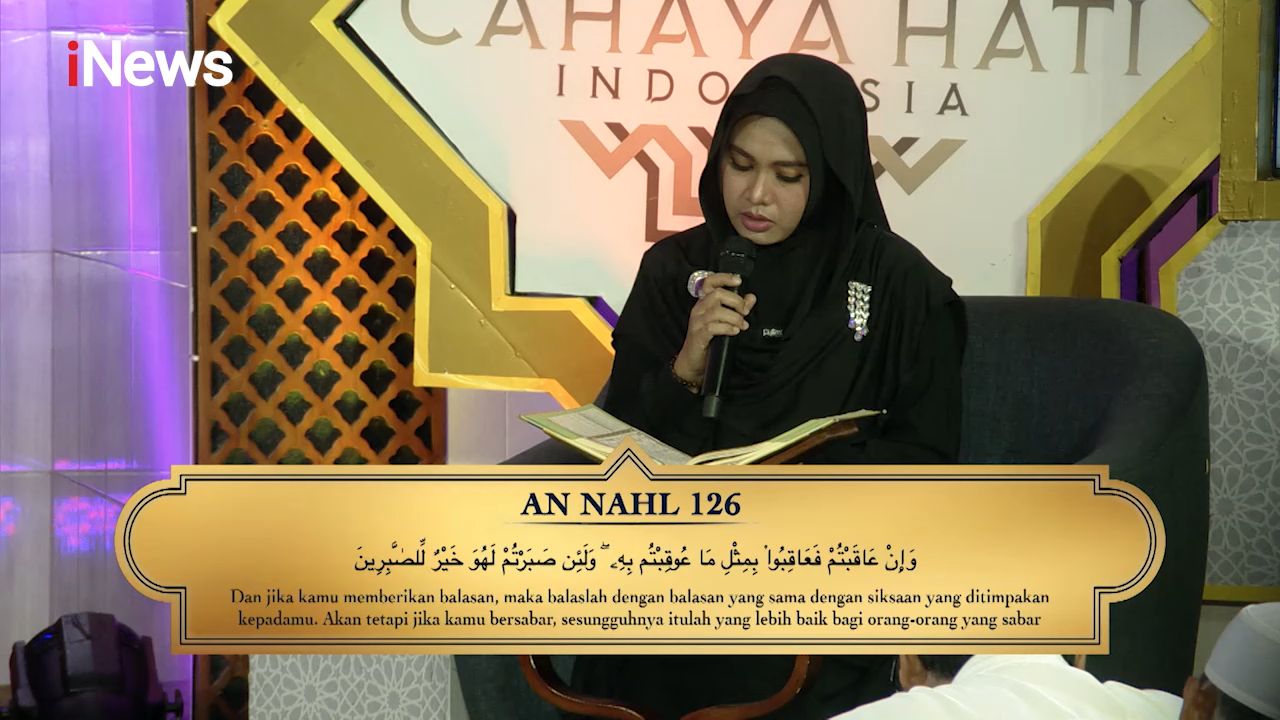 CAHAYA HATI
iNews
AN NAHL 126
وَإِنْ عَاقَبْتُمْ فَعَاقِبُوا۟ بِمِثْلِ مَا عُوقِبْتُم بِهِۦ ۖ وَلَئِن صَبَرْتُمْ لَهُوَ خَيْرٌ لِّلصَّٰبِرِينَ
Dan jika kamu memberikan balasan, maka balaslah dengan balasan yang sama dengan siksaan yang ditimpakan
kepadamu. Akan tetapi jika kamu bersabar, sesungguhnya itulah yang lebih baik bagi orang-orang yang sabar